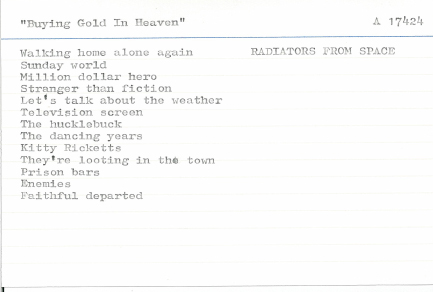 "Buying Gold In Heaven" A 17424
Walking home alone again RADIATORS FROM SPACE
Sunday world
Million dollar hero
Stranger than fiction
Let's talk about the weather
Television screen
The hucklebuck
The dancing years
Kitty Ricketts
They're looting in the town
Prison bars
Enemies
Faithful departed